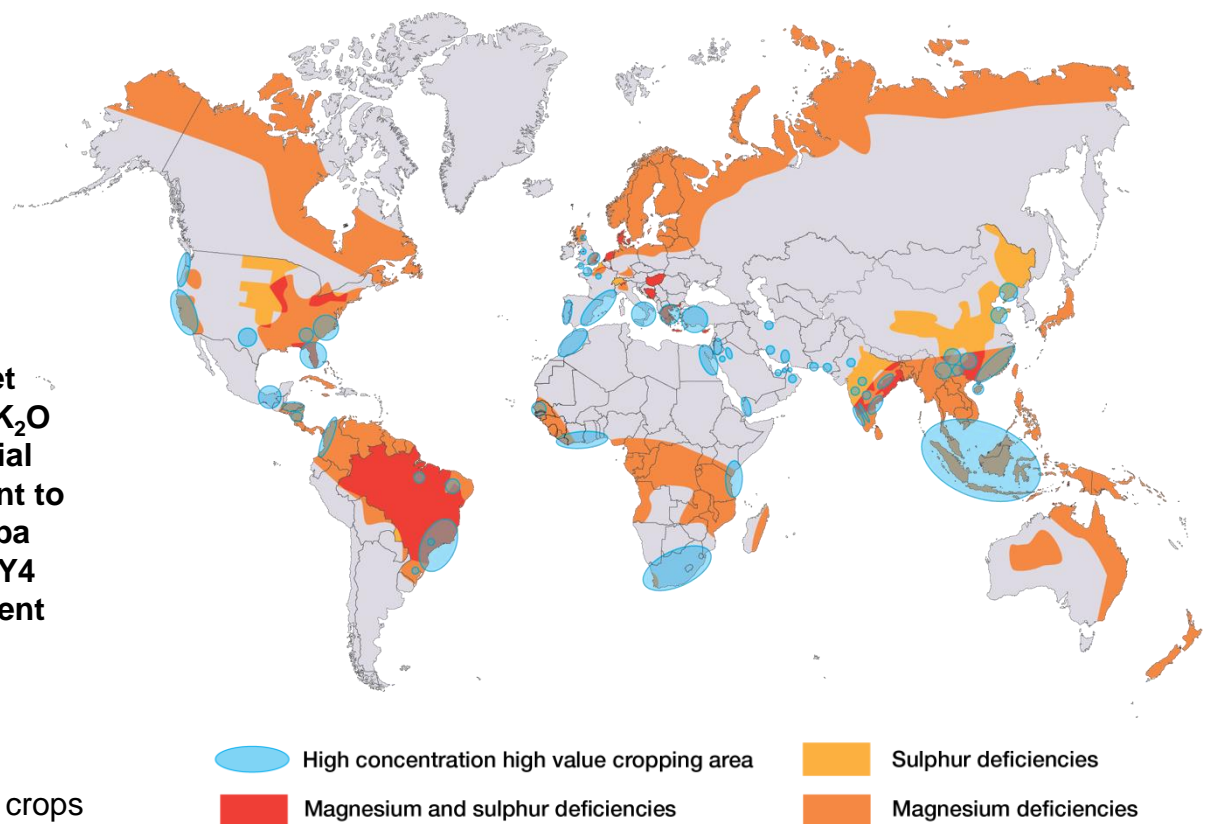 et
K₂O
ial
nt to
pa
Y4
ent
crops
High concentration high value cropping area
Sulphur deficiencies
Magnesium and sulphur deficiencies
Magnesium deficiencies